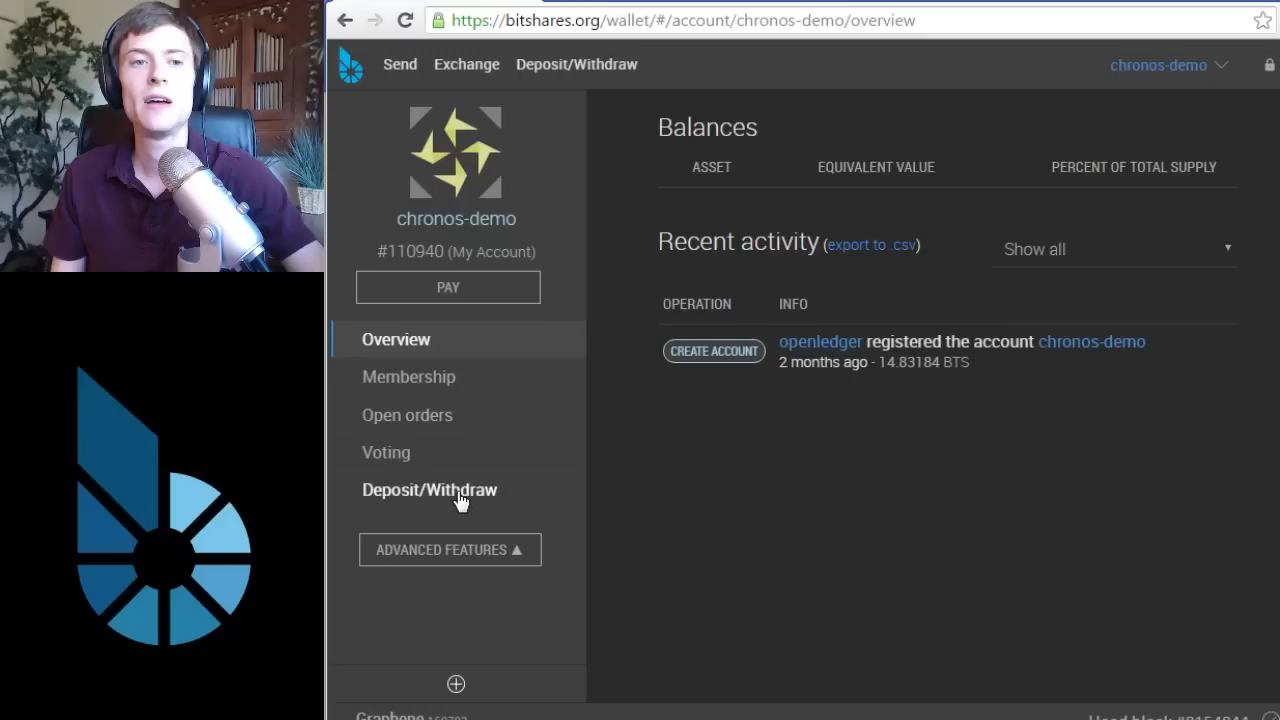 https://bitshares.org/wallet/#/account/chronos-demo/overview
Send Exchange Deposit/Withdraw chronos-demo
chronos-demo
#110940 (My Account)
PAY
Overview
Membership
Open orders
Voting
Deposit/Withdraw
ADVANCED FEATURES ▲
Balances
ASSET EQUIVALENT VALUE PERCENT OF TOTAL SUPPLY
Recent activity (export to .csv) Show all
OPERATION INFO
CREATE ACCOUNT openledger registered the account chronos-demo
2 months ago - 14.83184 BTS
Graphene
Head block